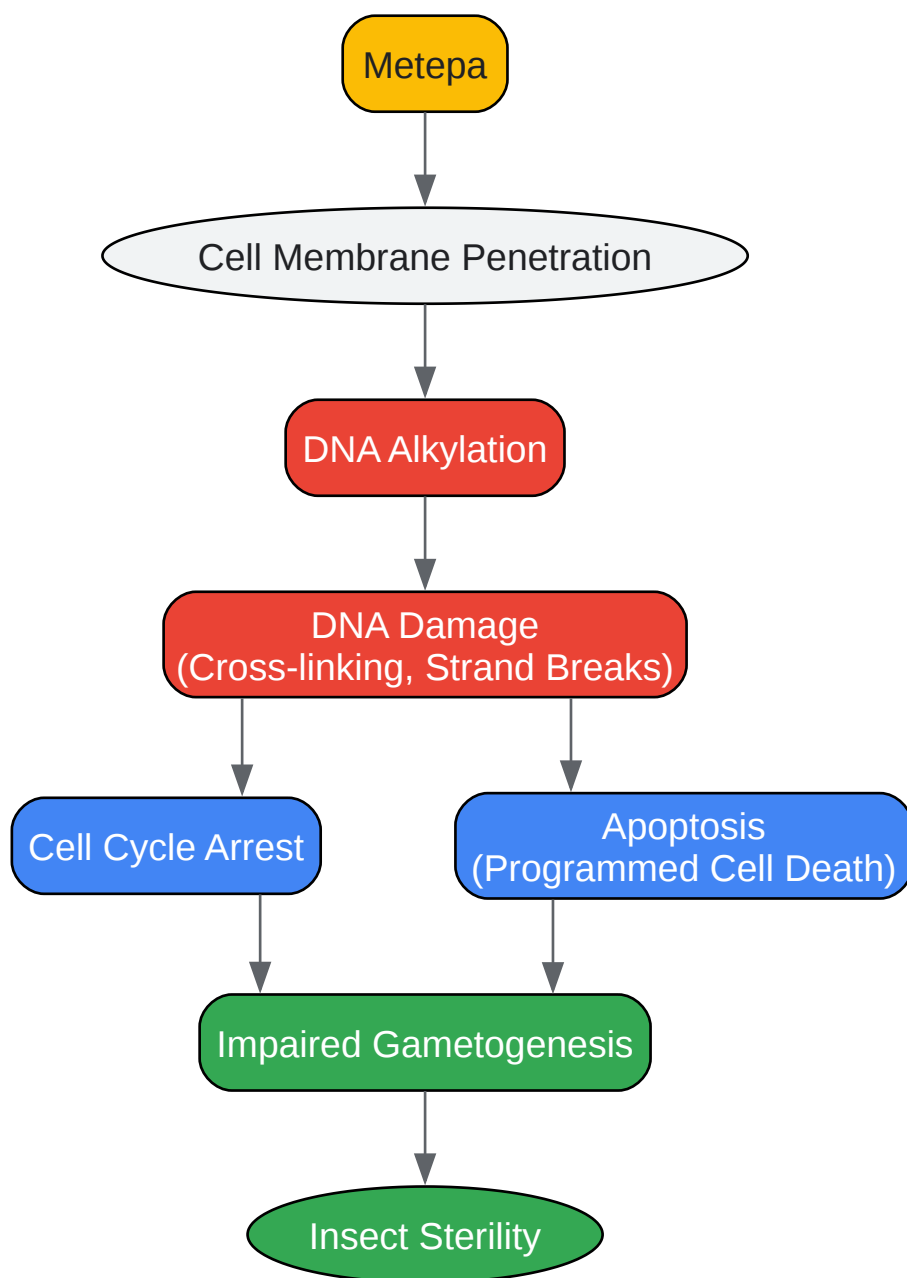 Metepa
Cell Membrane Penetration
DNA Alkylation
DNA Damage
(Cross-linking, Strand Breaks)
Cell Cycle Arrest
Apoptosis
(Programmed Cell Death)
Impaired Gametogenesis
Insect Sterility